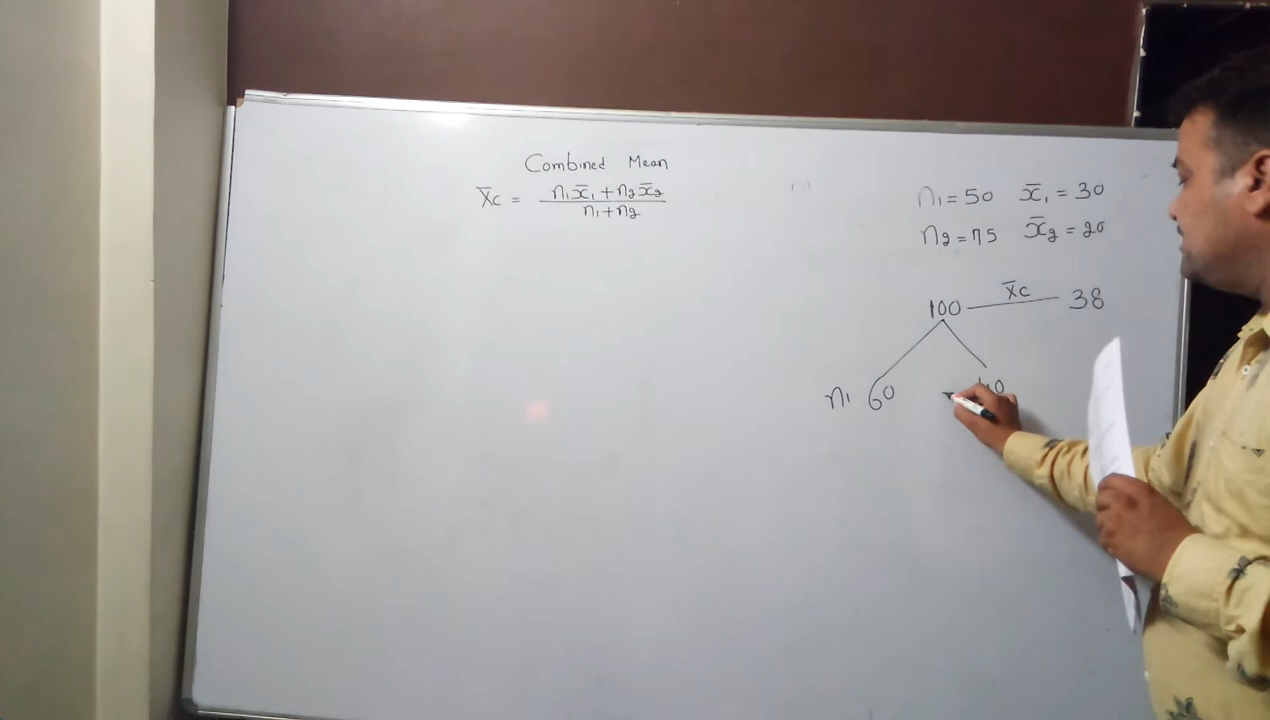 Combined Mean
X̄c = n1x̄1 + n2x̄2 / n1+n2
n1 = 50 x̄1 = 30
n2 = 75 x̄2 = 20
100 X̄c 38
n1 60 40